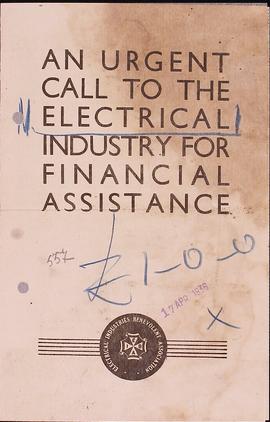 AN URGENT
CALL TO THE
ELECTRICAL
INDUSTRY FOR
FINANCIAL
ASSISTANCE
557
£1-0-0
17 APR 1936
X
ELECTRICAL INDUSTRIES BENEVOLENT ASSOCIATION